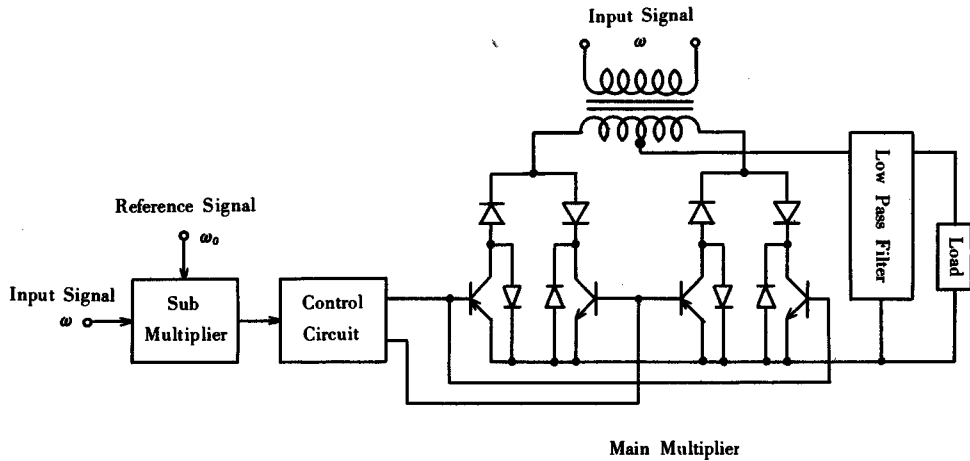 Input Signal
ω
Reference Signal
ω₀
Input Signal
ω
Sub
Multiplier
Control
Circuit
Low Pass Filter
Load
Main Multiplier